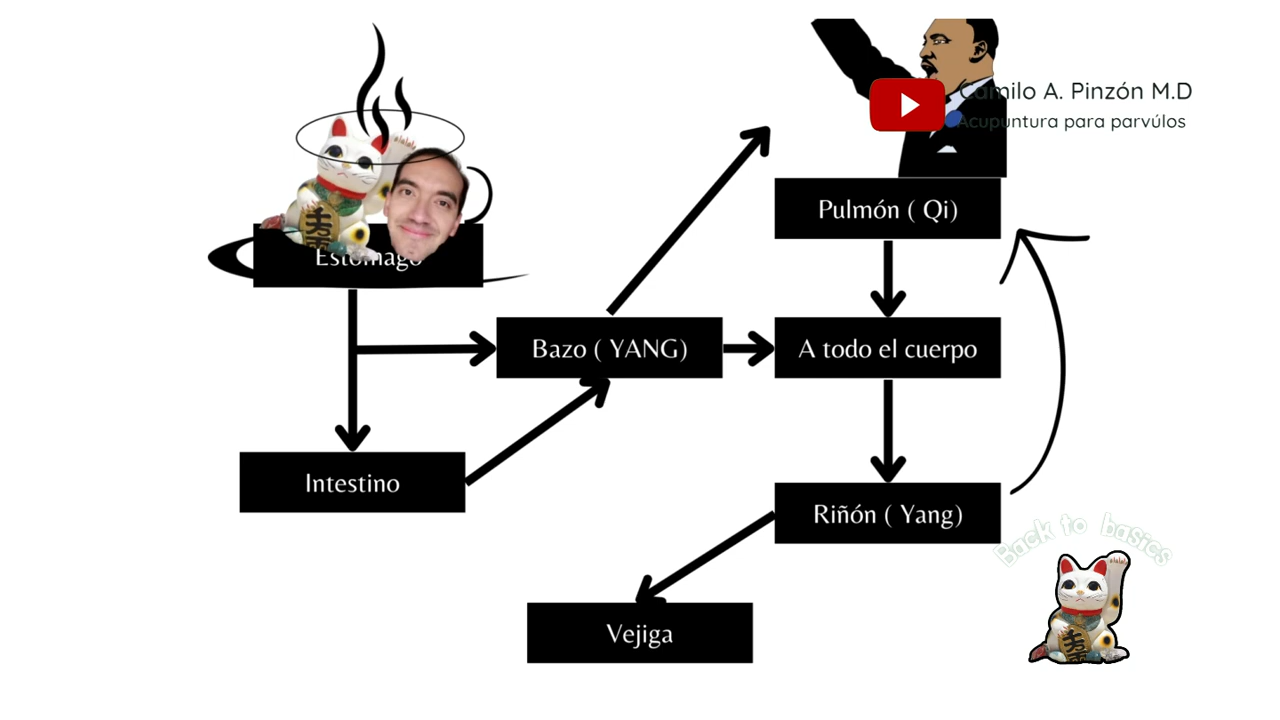 Camilo A. Pinzón M.D
Acupuntura para parvúlos
Pulmón ( Qi)
Estómago
Bazo ( YANG)
A todo el cuerpo
Intestino
Riñón ( Yang)
Back to basics
Vejiga